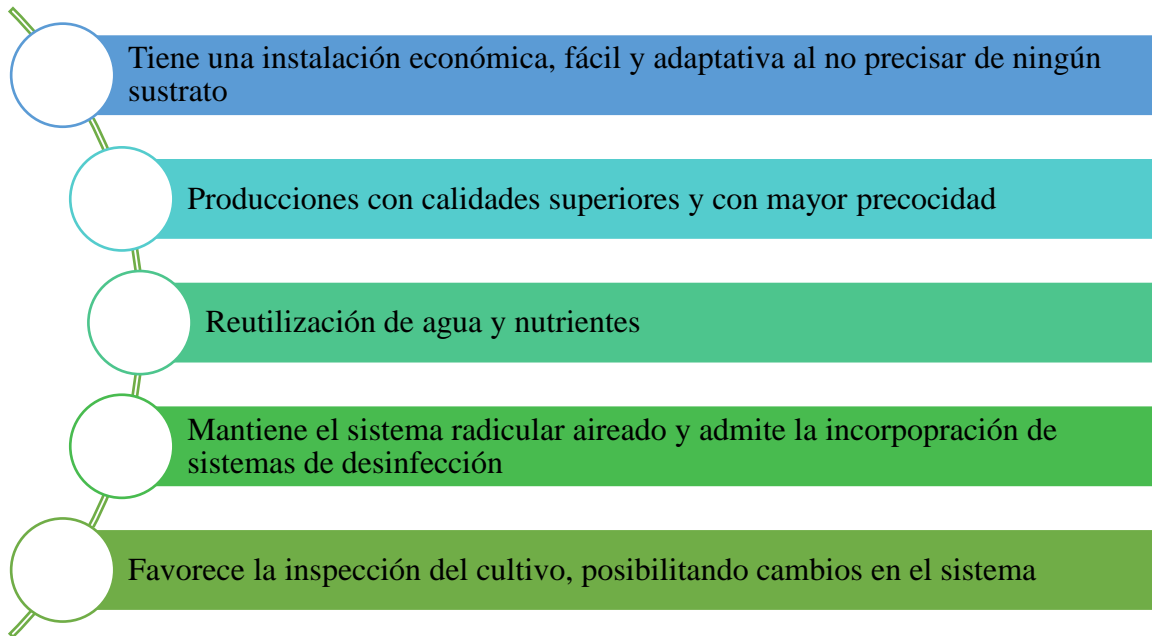 Tiene una instalación económica, fácil y adaptativa al no precisar de ningún
sustrato
Producciones con calidades superiores y con mayor precocidad
Reutilización de agua y nutrientes
Mantiene el sistema radicular aireado y admite la incorpopración de
sistemas de desinfección
Favorece la inspección del cultivo, posibilitando cambios en el sistema